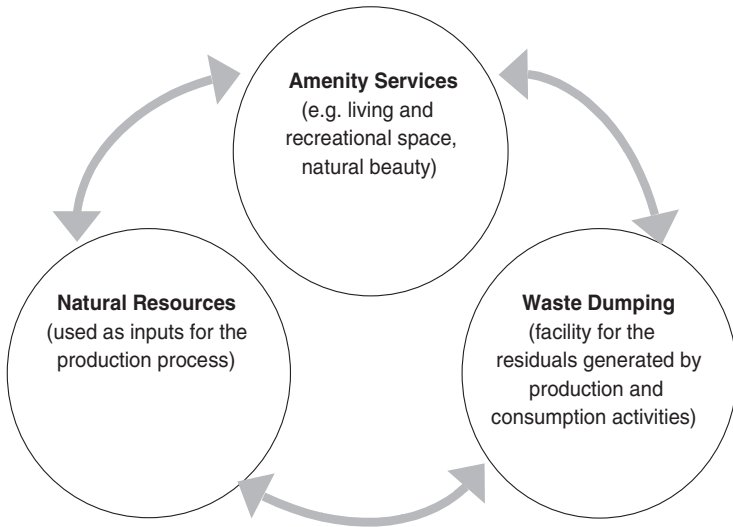 Amenity Services
(e.g. living and
recreational space,
natural beauty)
Natural Resources
(used as inputs for the
production process)
Waste Dumping
(facility for the
residuals generated by
production and
consumption activities)